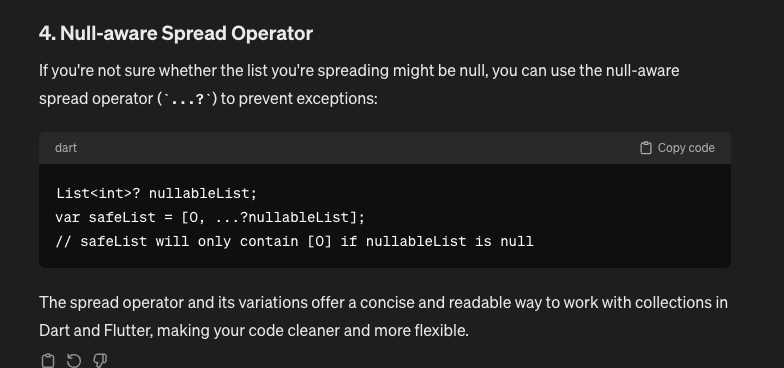 4. Null-aware Spread Operator
If you're not sure whether the list you're spreading might be null, you can use the null-aware
spread operator (`...?`) to prevent exceptions:
dart
Copy code
List<int>? nullableList;
var safeList = [0, ...?nullableList];
// safeList will only contain [0] if nullableList is null
The spread operator and its variations offer a concise and readable way to work with collections in
Dart and Flutter, making your code cleaner and more flexible.